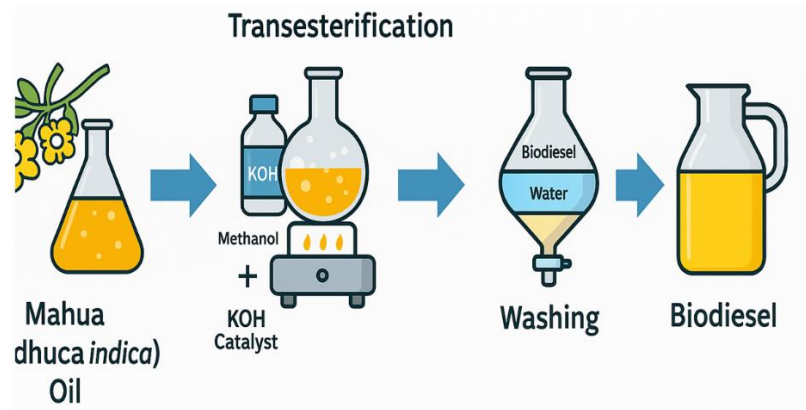 Transesterification
KOH
Methanol
+
KOH
Catalyst
Biodiesel
Water
Mahua
dhuca indica)
Oil
Washing
Biodiesel